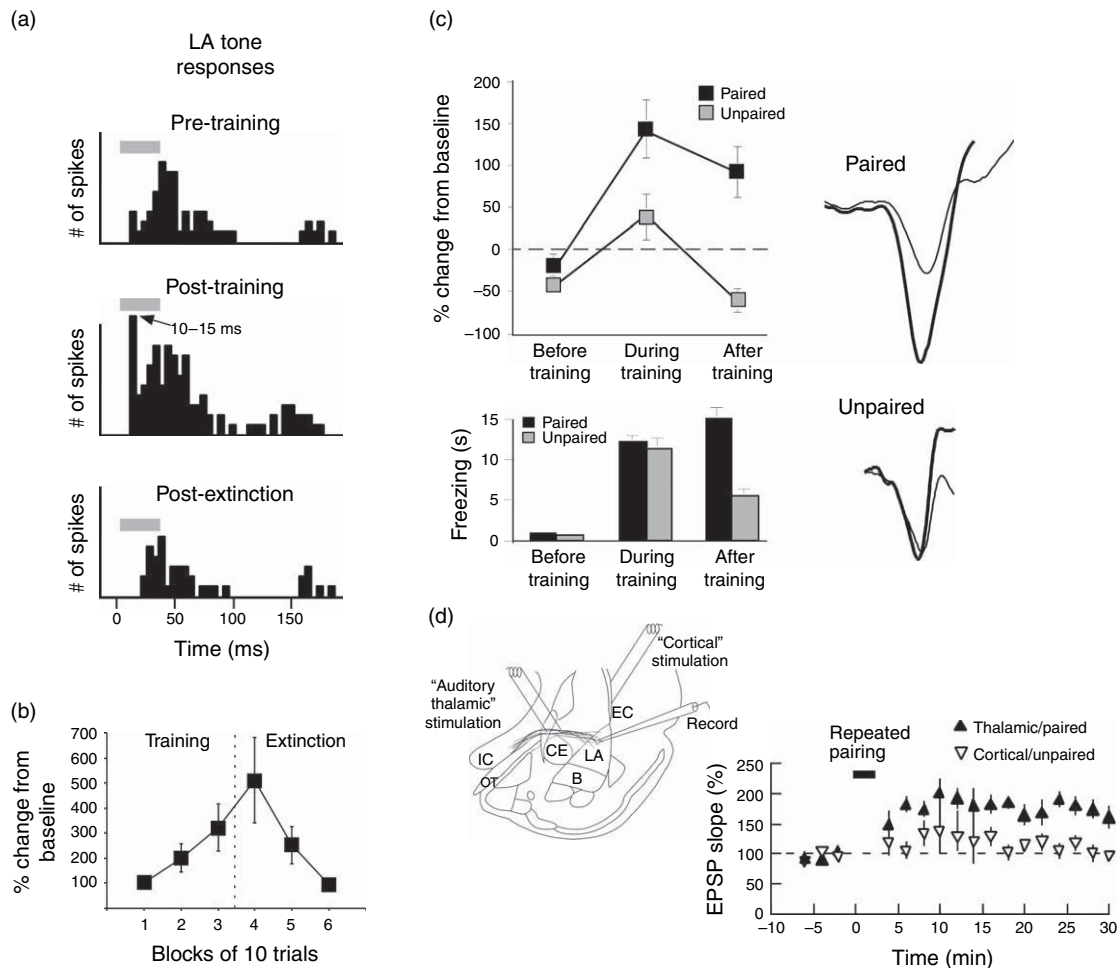 (a)
LA tone
responses
Pre-training
# of spikes
Post-training
10–15 ms
# of spikes
Post-extinction
# of spikes
0 50 100 150
Time (ms)
(b)
700
600
500
400
300
200
100
% change from
baseline
Training Extinction
1 2 3 4 5 6
Blocks of 10 trials
(c)
200
150
100
50
0
−50
−100
% change from baseline
Paired
Unpaired
Before
training
During
training
After
training
Paired
Unpaired
15
10
5
0
Freezing (s)
Paired
Unpaired
Before
training
During
training
After
training
(d)
"Cortical"
stimulation
"Auditory
thalamic"
stimulation
EC
Record
IC
CE
LA
OT
B
Repeated
pairing
Thalamic/paired
Cortical/unpaired
250
200
150
100
50
0
EPSP slope (%)
−10 −5 0 5 10 15 20 25 30
Time (min)